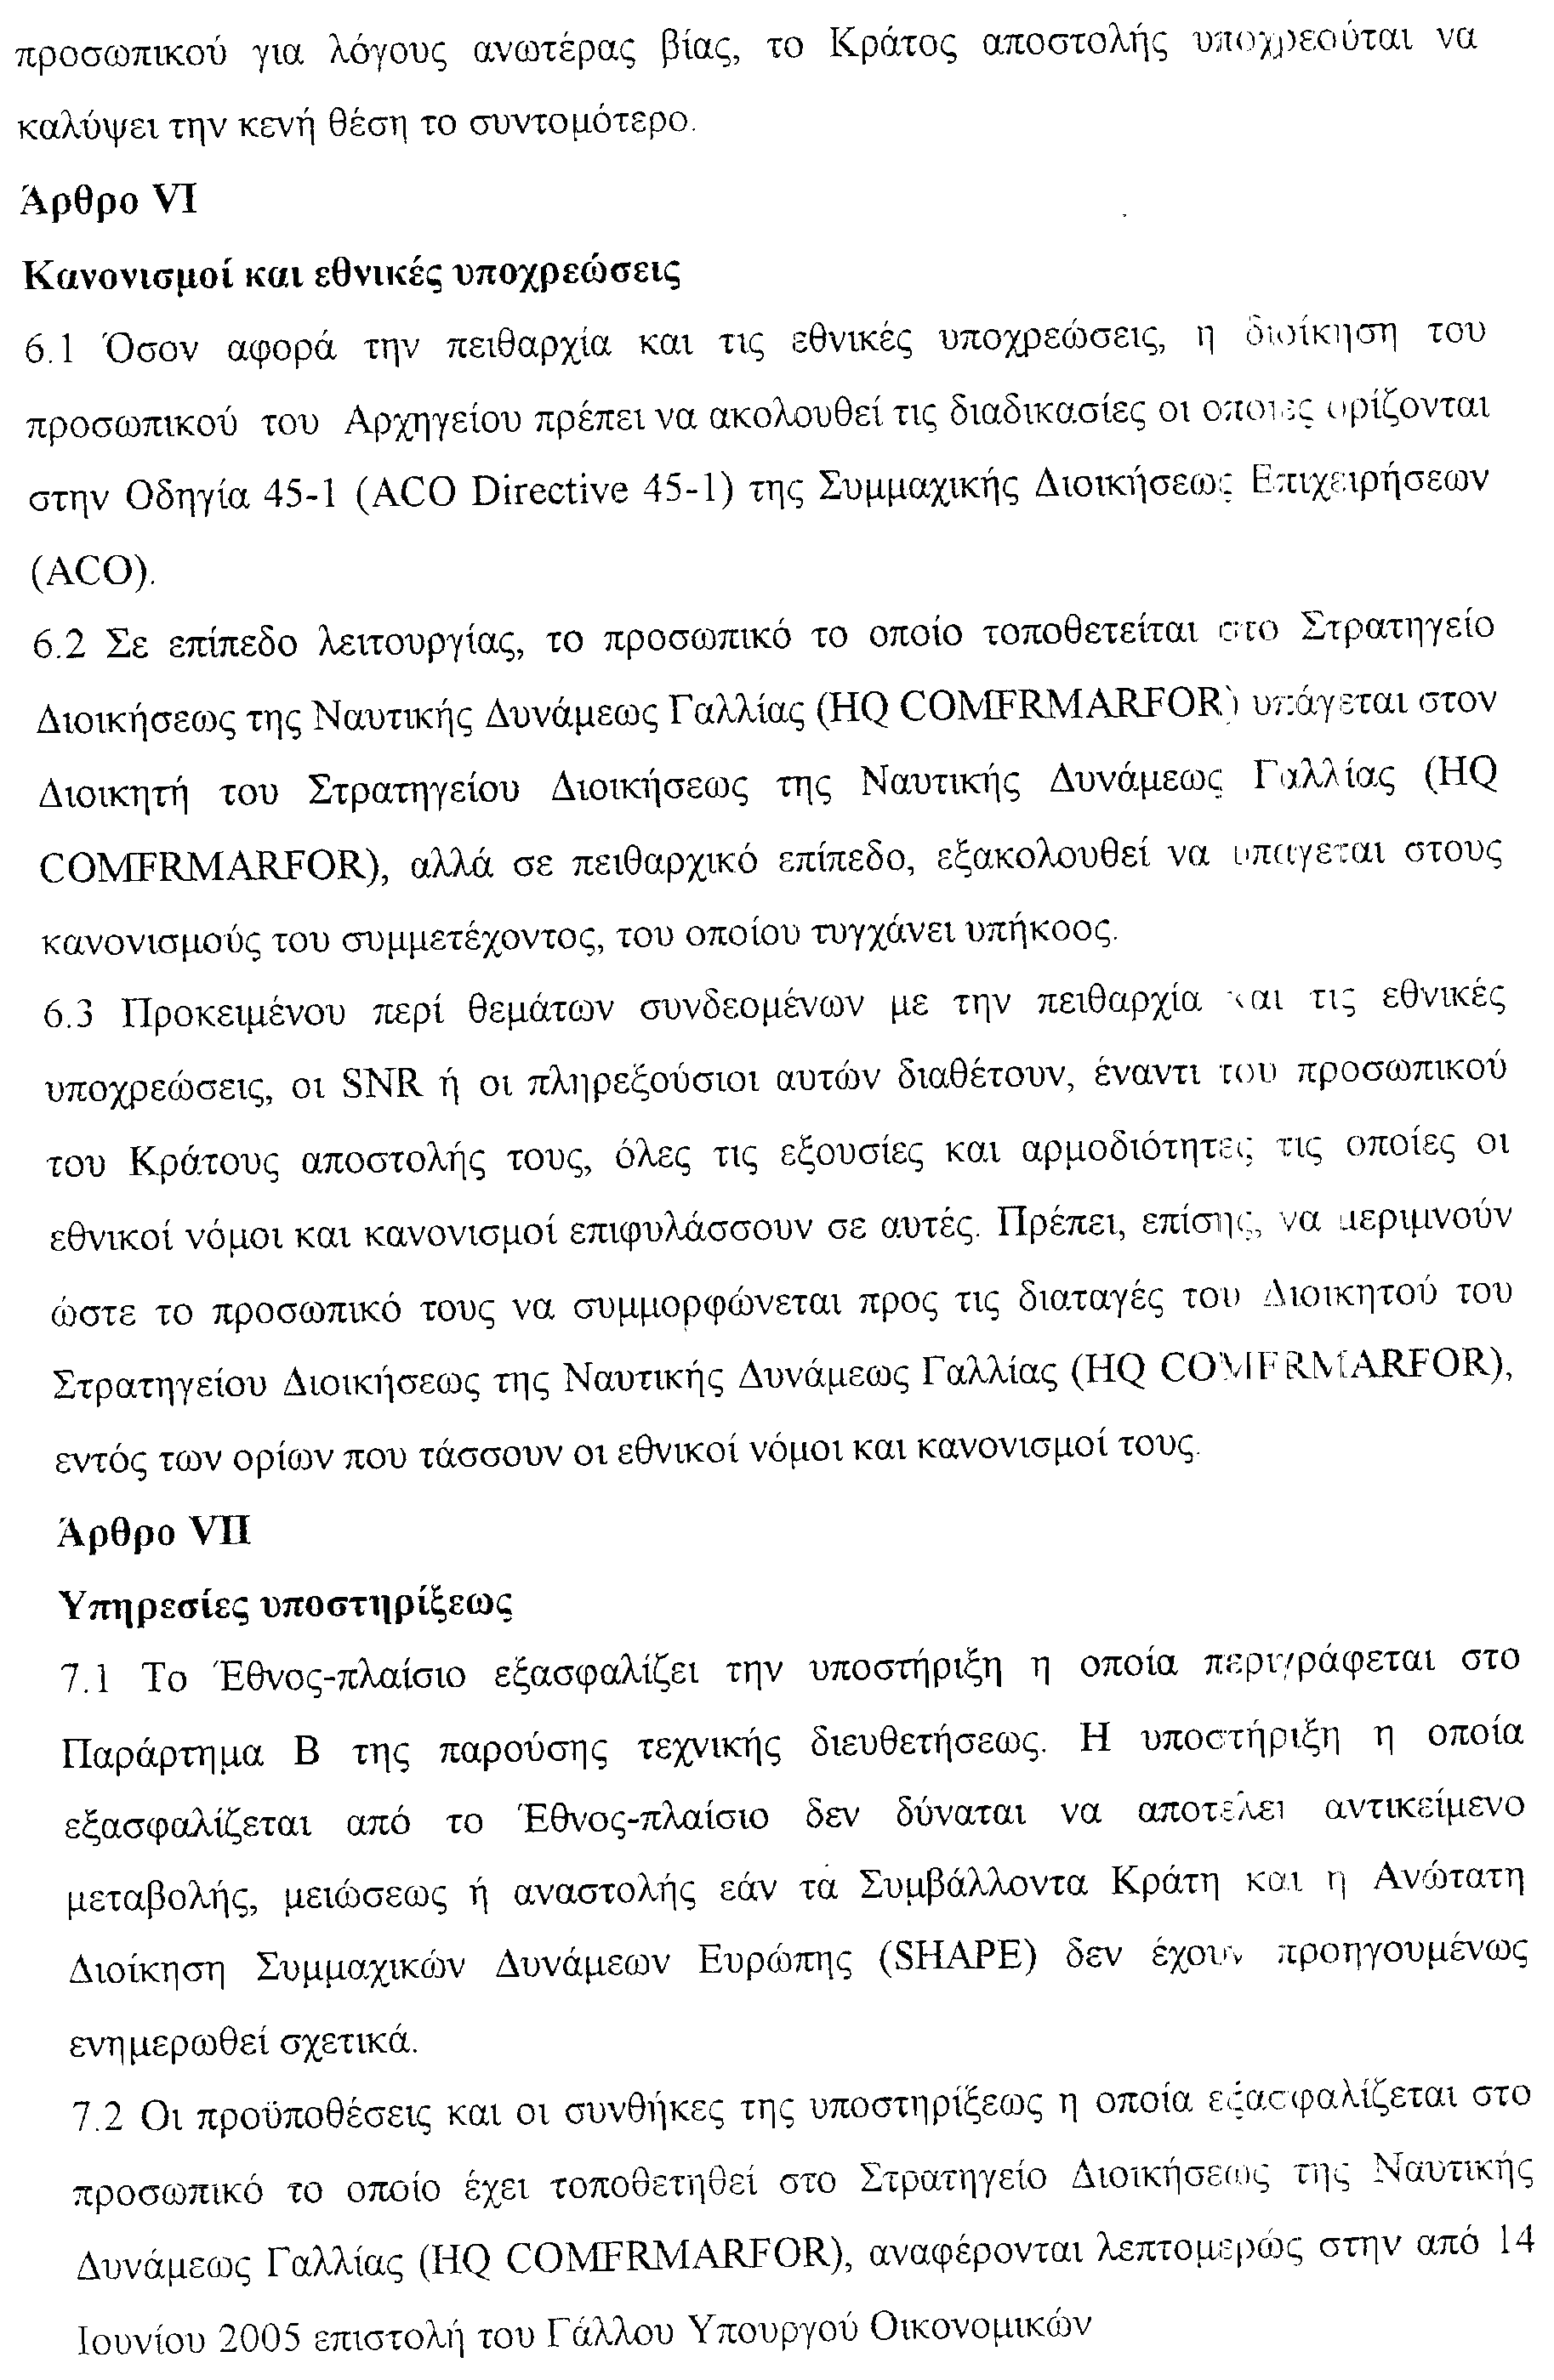 προσωπικού για λόγους ανωτέρας βίας, το Κράτος αποστολής υποχρεούται να
καλύψει την κενή θέση το συντομότερο.
Άρθρο VI
Κανονισμοί και εθνικές υποχρεώσεις
6.1 Όσον αφορά την πειθαρχία και τις εθνικές υποχρεώσεις, η διοίκηση του
προσωπικού του Αρχηγείου πρέπει να ακολουθεί τις διαδικασίες οι οποίες ορίζονται
στην Οδηγία 45-1 (ACO Directive 45-1) της Συμμαχικής Διοικήσεως Επιχειρήσεων
(ACO).
6.2 Σε επίπεδο λειτουργίας, το προσωπικό το οποίο τοποθετείται στο Στρατηγείο
Διοικήσεως της Ναυτικής Δυνάμεως Γαλλίας (HQ COMFRMARFOR) υπάγεται στον
Διοικητή του Στρατηγείου Διοικήσεως της Ναυτικής Δυνάμεως Γαλλίας (HQ
COMFRMARFOR), αλλά σε πειθαρχικό επίπεδο, εξακολουθεί να υπαγεται στους
κανονισμούς του συμμετέχοντος, του οποίου τυγχάνει υπήκοος.
6.3 Προκειμένου περί θεμάτων συνδεομένων με την πειθαρχία και τις εθνικές
υποχρεώσεις, οι SNR ή οι πληρεξούσιοι αυτών διαθέτουν, έναντι του προσωπικού
του Κράτους αποστολής τους, όλες τις εξουσίες και αρμοδιότητες τις οποίες οι
εθνικοί νόμοι και κανονισμοί επιφυλάσσουν σε αυτές. Πρέπει, επίσης, να μεριμνούν
ώστε το προσωπικό τους να συμμορφώνεται προς τις διαταγές του Διοικητού του
Στρατηγείου Διοικήσεως της Ναυτικής Δυνάμεως Γαλλίας (HQ COMFRMARFOR),
εντός των ορίων που τάσσουν οι εθνικοί νόμοι και κανονισμοί τους.
Άρθρο VII
Υπηρεσίες υποστηρίξεως
7.1 Το Έθνος-πλαίσιο εξασφαλίζει την υποστήριξη η οποία περιγράφεται στο
Παράρτημα Β της παρούσης τεχνικής διευθετήσεως. Η υποστήριξη η οποία
εξασφαλίζεται από το Έθνος-πλαίσιο δεν δύναται να αποτελεί αντικείμενο
μεταβολής, μειώσεως ή αναστολής εάν τα Συμβάλλοντα Κράτη και η Ανώτατη
Διοίκηση Συμμαχικών Δυνάμεων Ευρώπης (SHAPE) δεν έχουν προηγουμένως
ενημερωθεί σχετικά.
7.2 Οι προϋποθέσεις και οι συνθήκες της υποστηρίξεως η οποία εξασφαλίζεται στο
προσωπικό το οποίο έχει τοποθετηθεί στο Στρατηγείο Διοικήσεως της Ναυτικής
Δυνάμεως Γαλλίας (HQ COMFRMARFOR), αναφέρονται λεπτομερώς στην από 14
Ιουνίου 2005 επιστολή του Γάλλου Υπουργού Οικονομικών